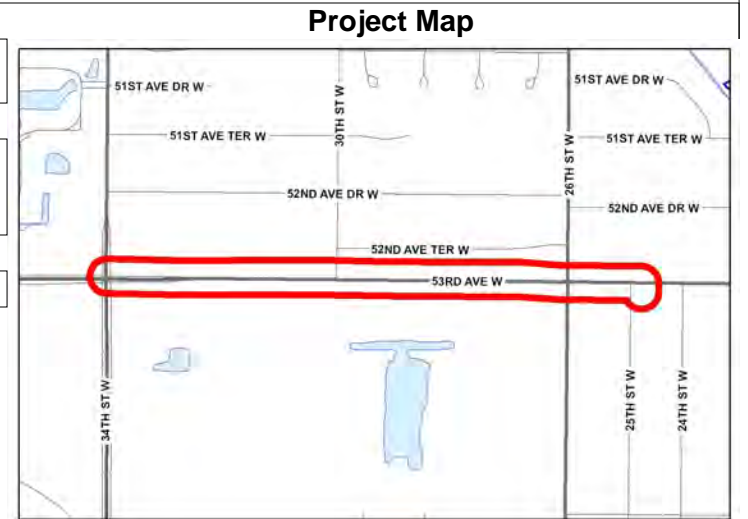 Project Map
51ST AVE DR W
51ST AVE DR W
30TH ST W
51ST AVE TER W
26TH ST W
51ST AVE TER W
52ND AVE DR W
52ND AVE DR W
52ND AVE TER W
53RD AVE W
34TH ST W
25TH ST W
24TH ST W